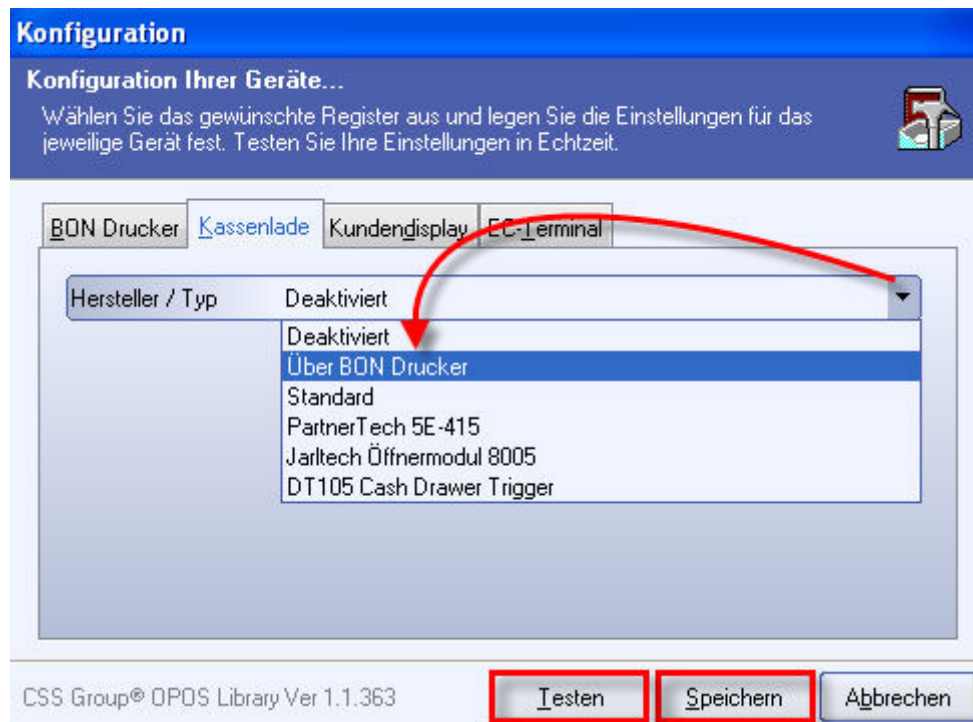 Konfiguration
Konfiguration Ihrer Geräte...
Wählen Sie das gewünschte Register aus und legen Sie die Einstellungen für das
jeweilige Gerät fest. Testen Sie Ihre Einstellungen in Echtzeit.
BON Drucker Kassenlade Kundendisplay EC-Terminal
Hersteller / Typ Deaktiviert
Deaktiviert
Über BON Drucker
Standard
PartnerTech 5E-415
Jarltech Öffnermodul 8005
DT105 Cash Drawer Trigger
CSS Group® OPOS Library Ver 1.1.363 Testen Speichern Abbrechen